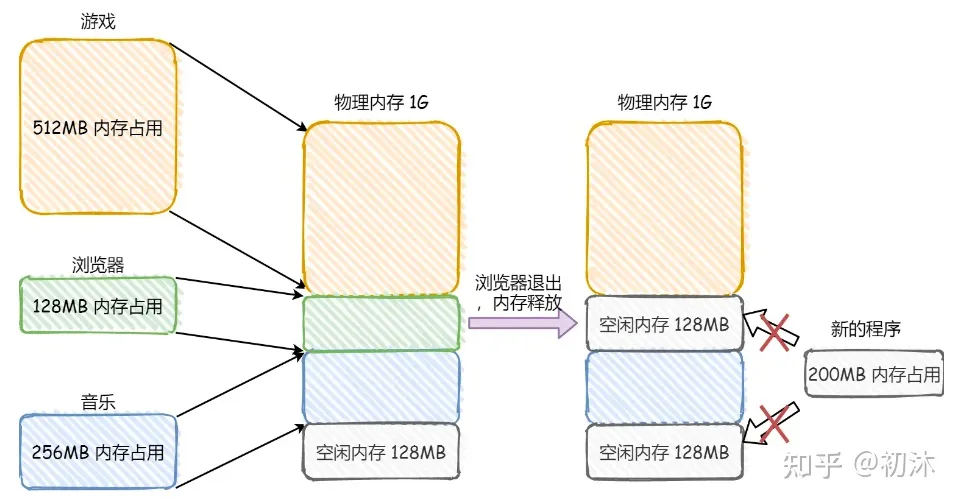 游戏
512MB 内存占用
浏览器
128MB 内存占用
音乐
256MB 内存占用
物理内存 1G
空闲内存 128MB
浏览器退出
，内存释放
物理内存 1G
空闲内存 128MB
空闲内存 128MB
新的程序
200MB 内存占用
知乎 @初沐